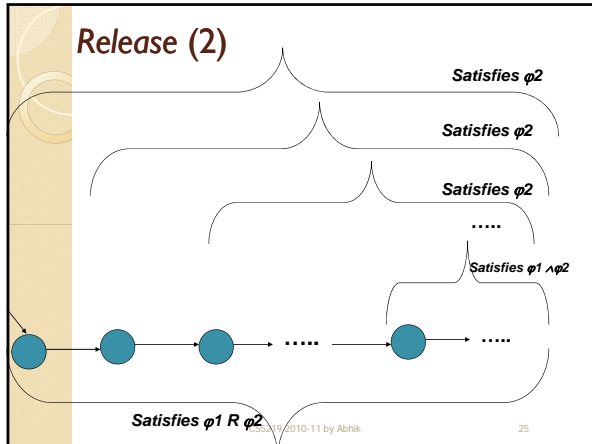 Release (2)
Satisfies φ2
Satisfies φ2
Satisfies φ2
.....
Satisfies φ1 ∧φ2
.....
.....
Satisfies φ1 R φ2
CS5219 2010-11 by Abhik
25